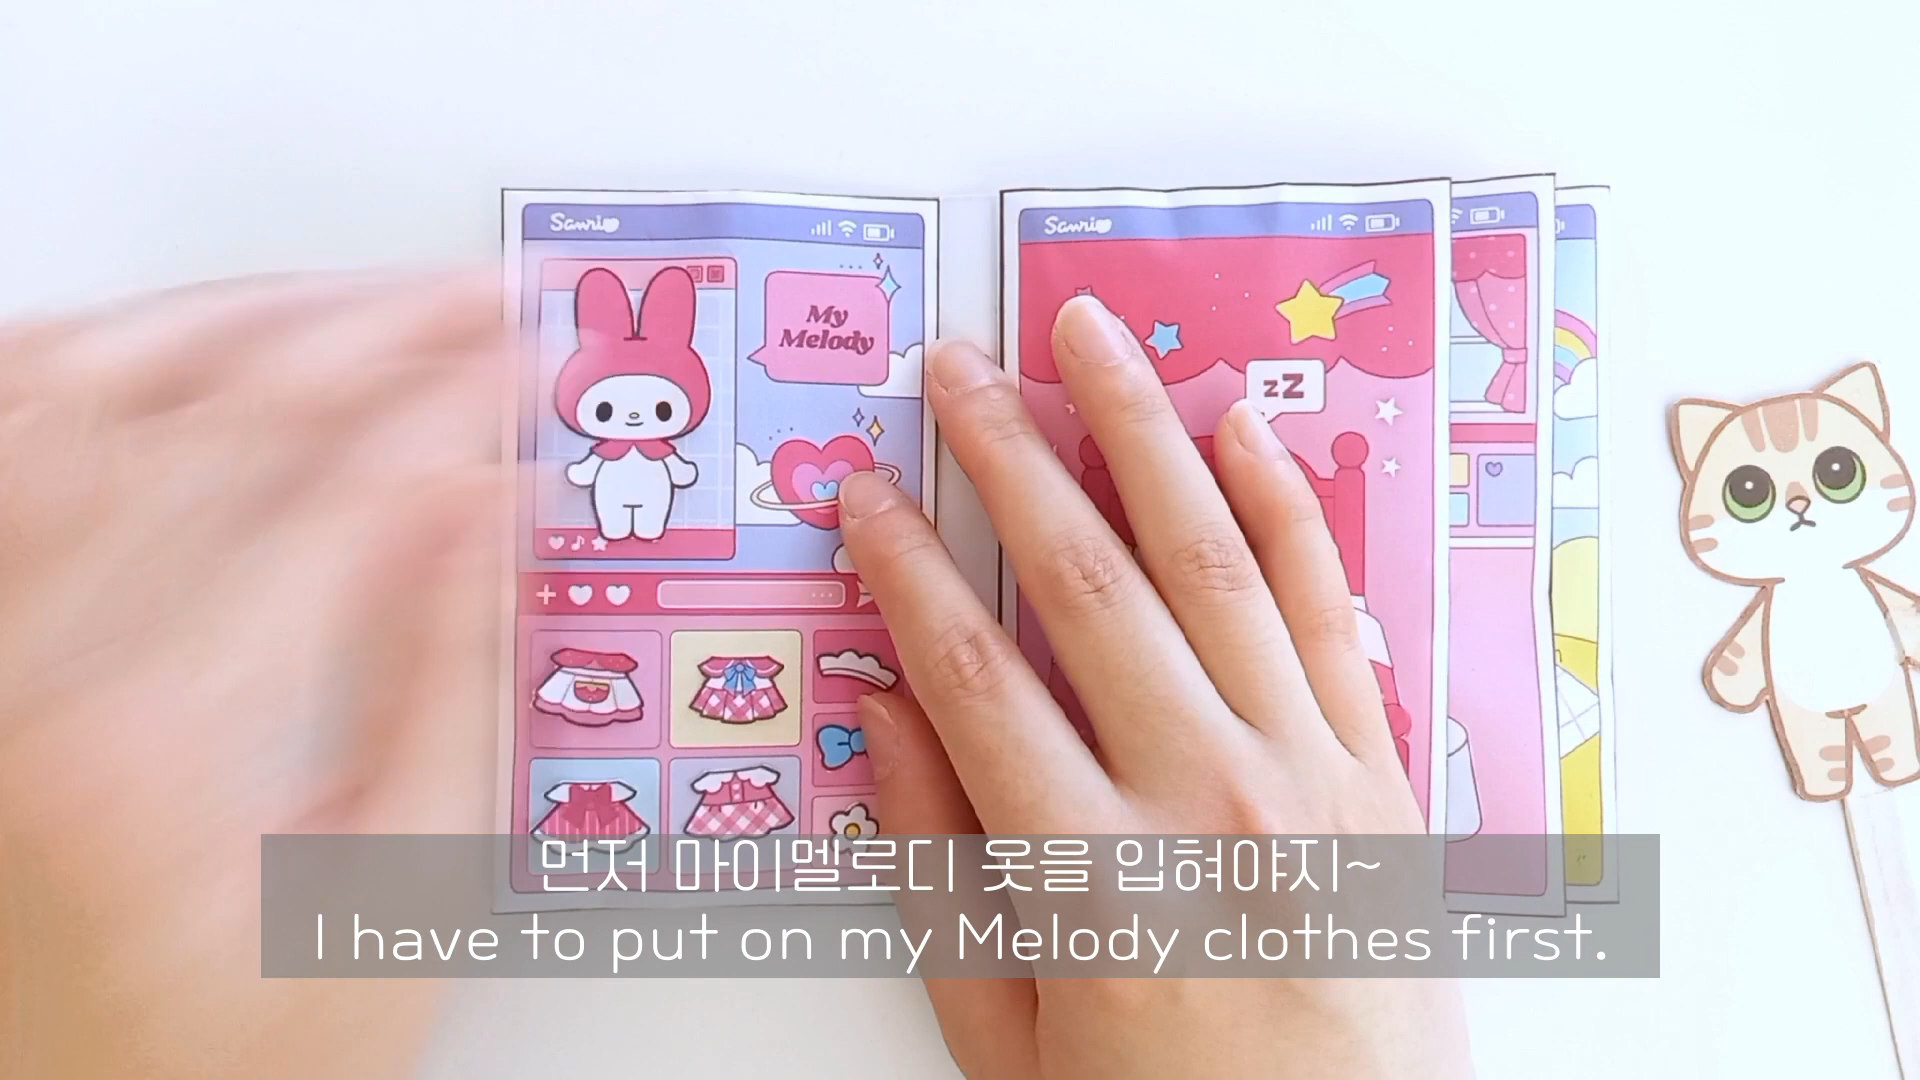 Sanrio
My
Melody
Sanrio
zZ
먼저 마이멜로디 옷을 입혀야지~
I have to put on my Melody clothes first.